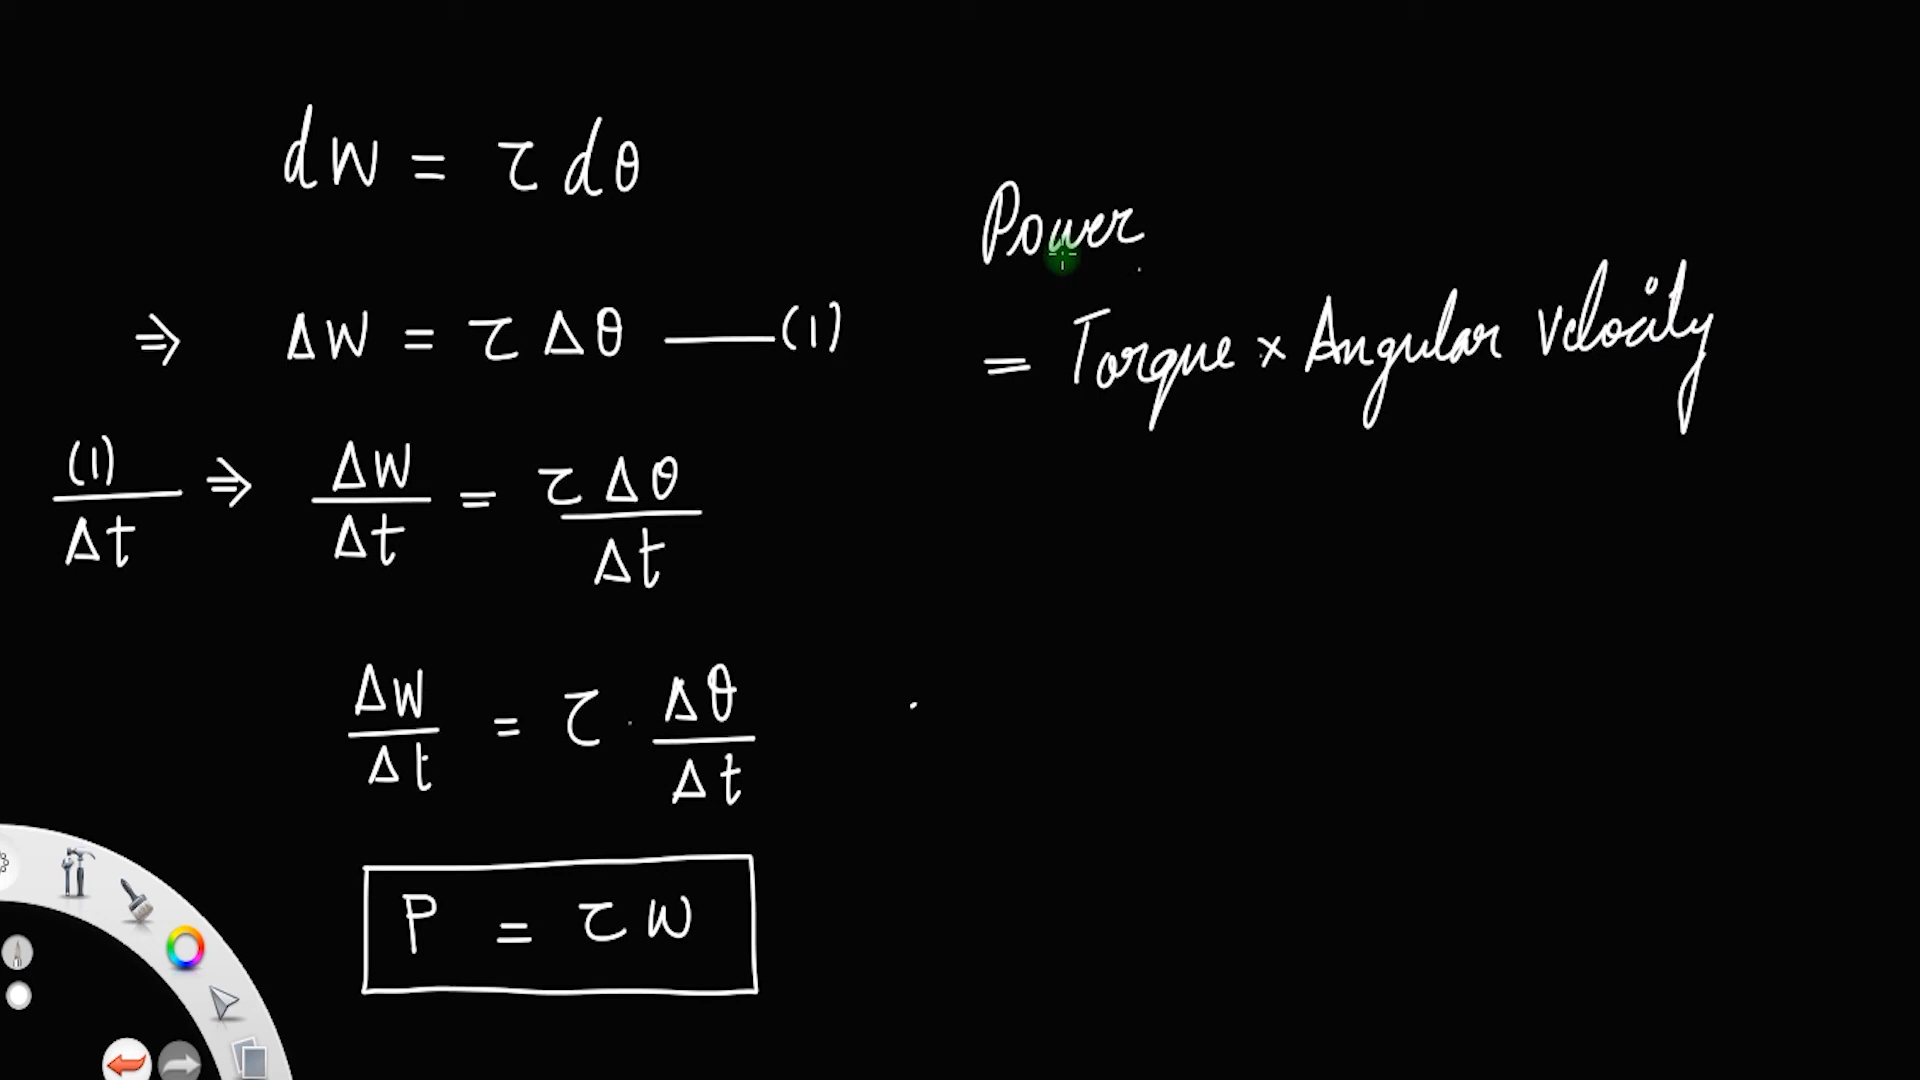 dW = τ dθ
⇒ ΔW = τ Δθ —(1)
(1)/Δt ⇒ ΔW/Δt = τ Δθ/Δt
ΔW/Δt = τ · Δθ/Δt
P = τ ω
Power
= Torque × Angular Velocity